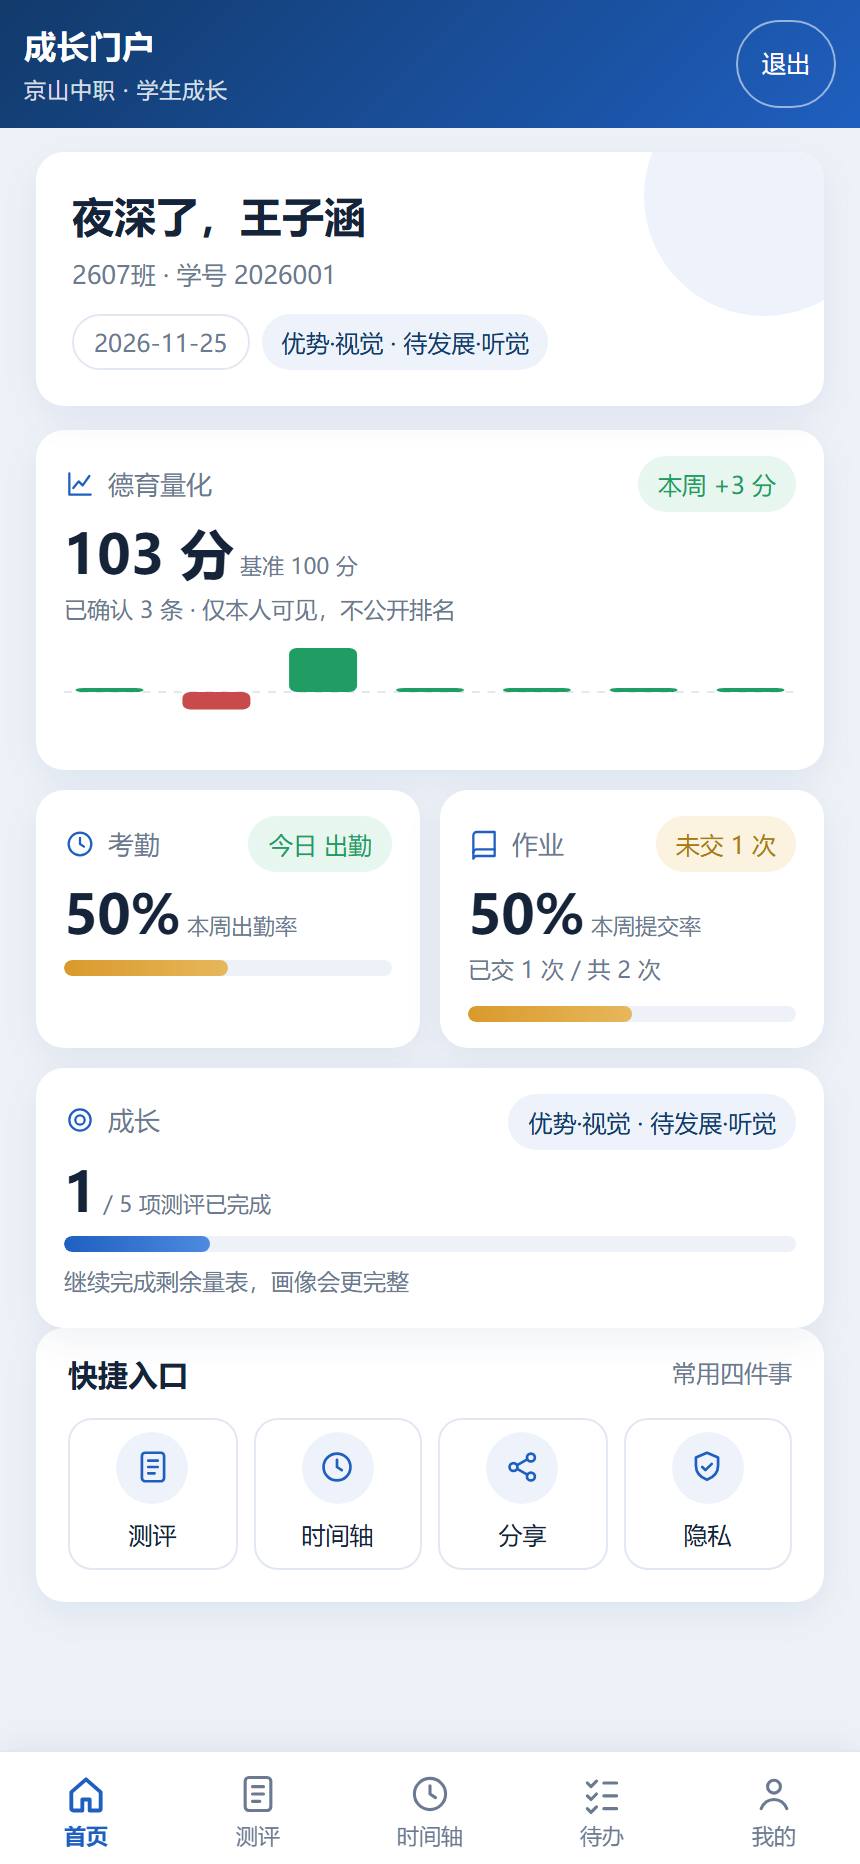 成长门户
京山中职 · 学生成长
退出
夜深了，王子涵
2607班 · 学号 2026001
2026-11-25
优势·视觉 · 待发展·听觉
德育量化
本周 +3 分
103 分 基准 100 分
已确认 3 条 · 仅本人可见，不公开排名
考勤
今日 出勤
50% 本周出勤率
作业
未交 1 次
50% 本周提交率
已交 1 次 / 共 2 次
成长
优势·视觉 · 待发展·听觉
1 / 5 项测评已完成
继续完成剩余量表，画像会更完整
快捷入口
常用四件事
测评
时间轴
分享
隐私
首页
测评
时间轴
待办
我的